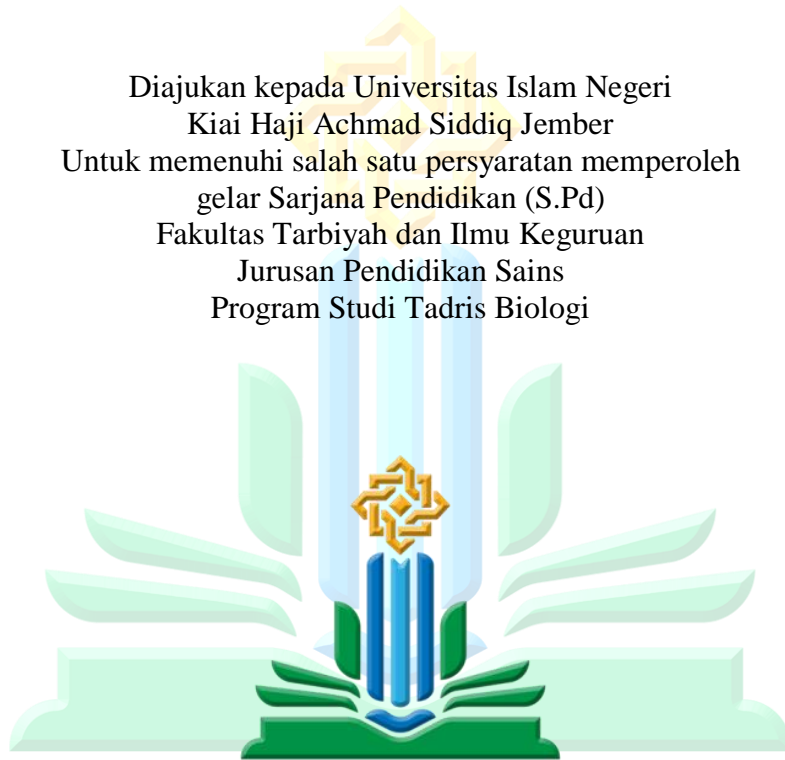 Diajukan kepada Universitas Islam Negeri
Kiai Haji Achmad Siddiq Jember
Untuk memenuhi salah satu persyaratan memperoleh
gelar Sarjana Pendidikan (S.Pd)
Fakultas Tarbiyah dan Ilmu Keguruan
Jurusan Pendidikan Sains
Program Studi Tadris Biologi